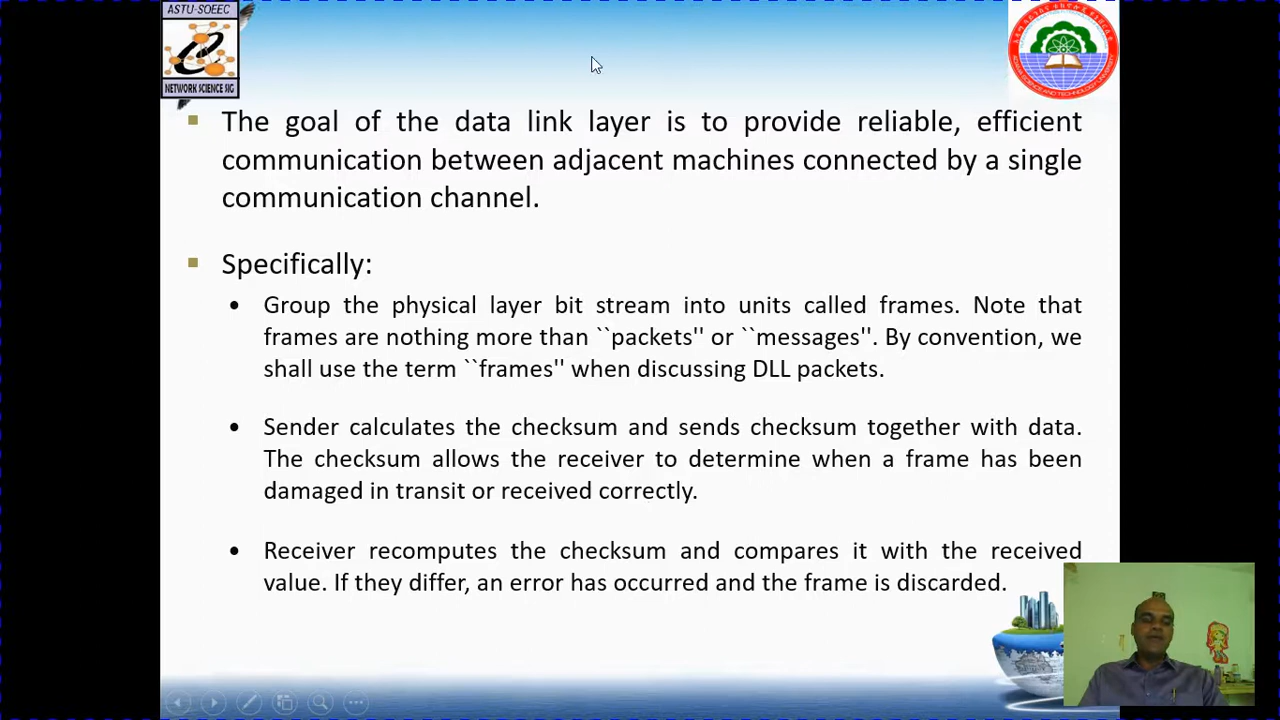 ASTU-SOEEC
NETWORK SCIENCE SIG
The goal of the data link layer is to provide reliable, efficient
communication between adjacent machines connected by a single
communication channel.
Specifically:
Group the physical layer bit stream into units called frames. Note that
frames are nothing more than ``packets'' or ``messages''. By convention, we
shall use the term ``frames'' when discussing DLL packets.
Sender calculates the checksum and sends checksum together with data.
The checksum allows the receiver to determine when a frame has been
damaged in transit or received correctly.
Receiver recomputes the checksum and compares it with the received
value. If they differ, an error has occurred and the frame is discarded.